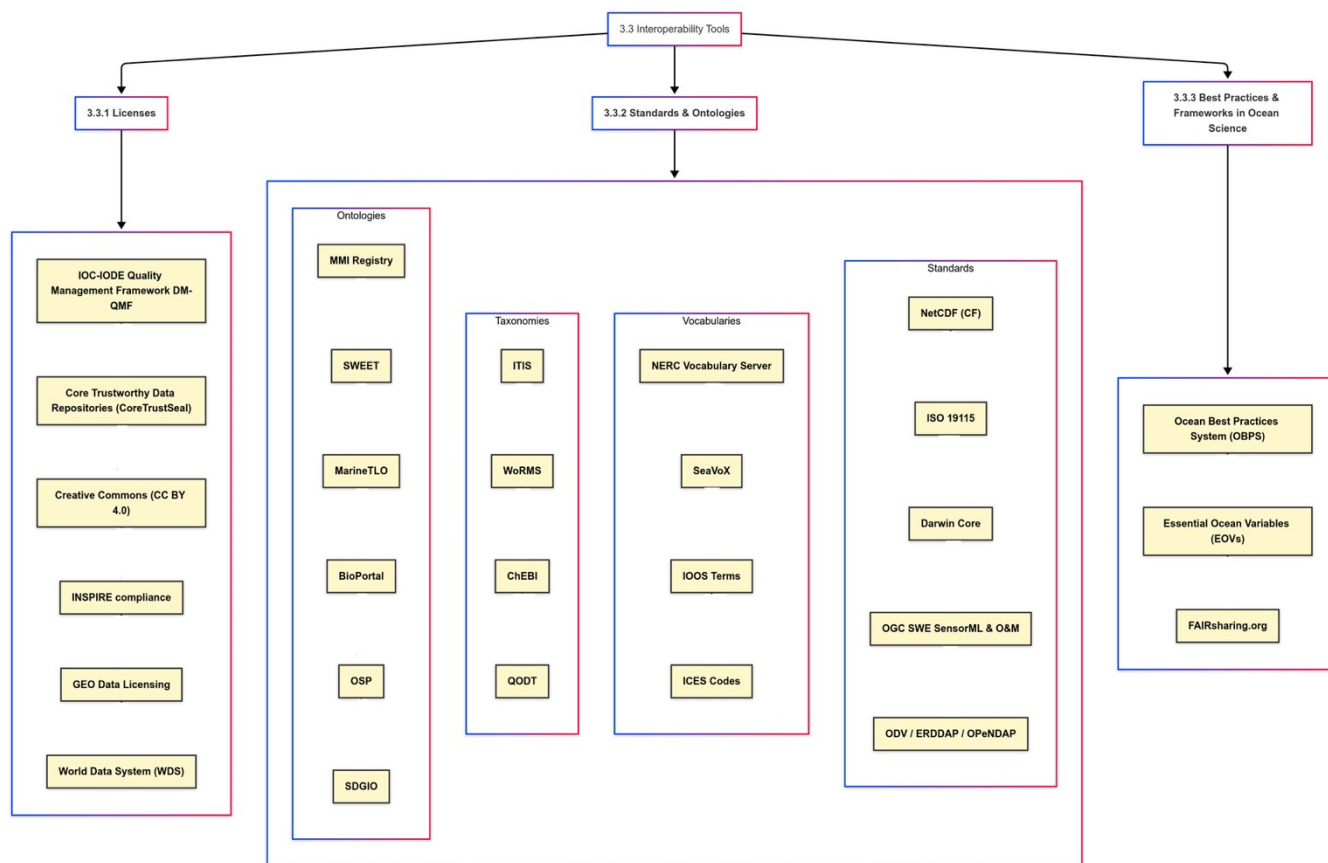 3.3 Interoperability Tools
3.3.1 Licenses
3.3.2 Standards & Ontologies
3.3.3 Best Practices &
Frameworks in Ocean
Science
IOC-IODE Quality
Management Framework DM-
QMF
Core Trustworthy Data
Repositories (CoreTrustSeal)
Creative Commons (CC BY
4.0)
INSPIRE compliance
GEO Data Licensing
World Data System (WDS)
Ontologies
MMI Registry
SWEET
MarineTLO
BioPortal
OSP
SDGIO
Taxonomies
ITIS
WoRMS
ChEBI
QODT
Vocabularies
NERC Vocabulary Server
SeaVoX
IOOS Terms
ICES Codes
Standards
NetCDF (CF)
ISO 19115
Darwin Core
OGC SWE SensorML & O&M
ODV / ERDDAP / OPeNDAP
Ocean Best Practices
System (OBPS)
Essential Ocean Variables
(EOVs)
FAIRsharing.org